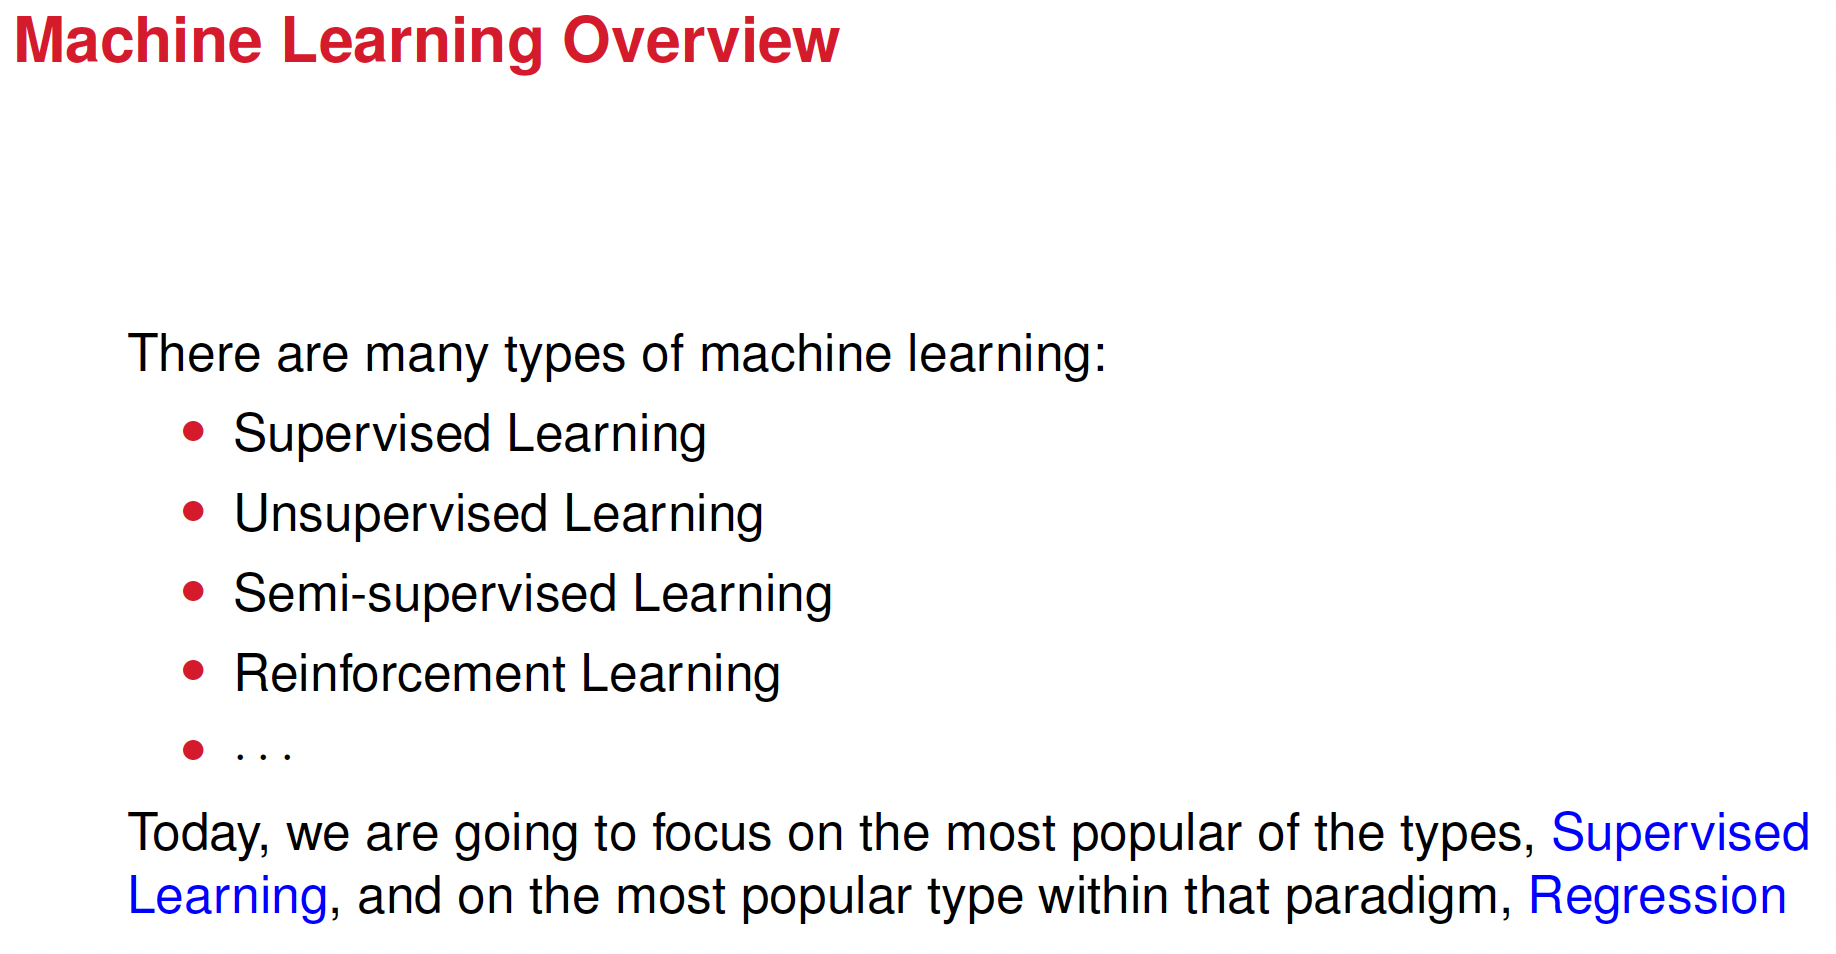 Machine Learning Overview
There are many types of machine learning:
• Supervised Learning
• Unsupervised Learning
• Semi-supervised Learning
• Reinforcement Learning
• . . .
Today, we are going to focus on the most popular of the types, Supervised
Learning, and on the most popular type within that paradigm, Regression